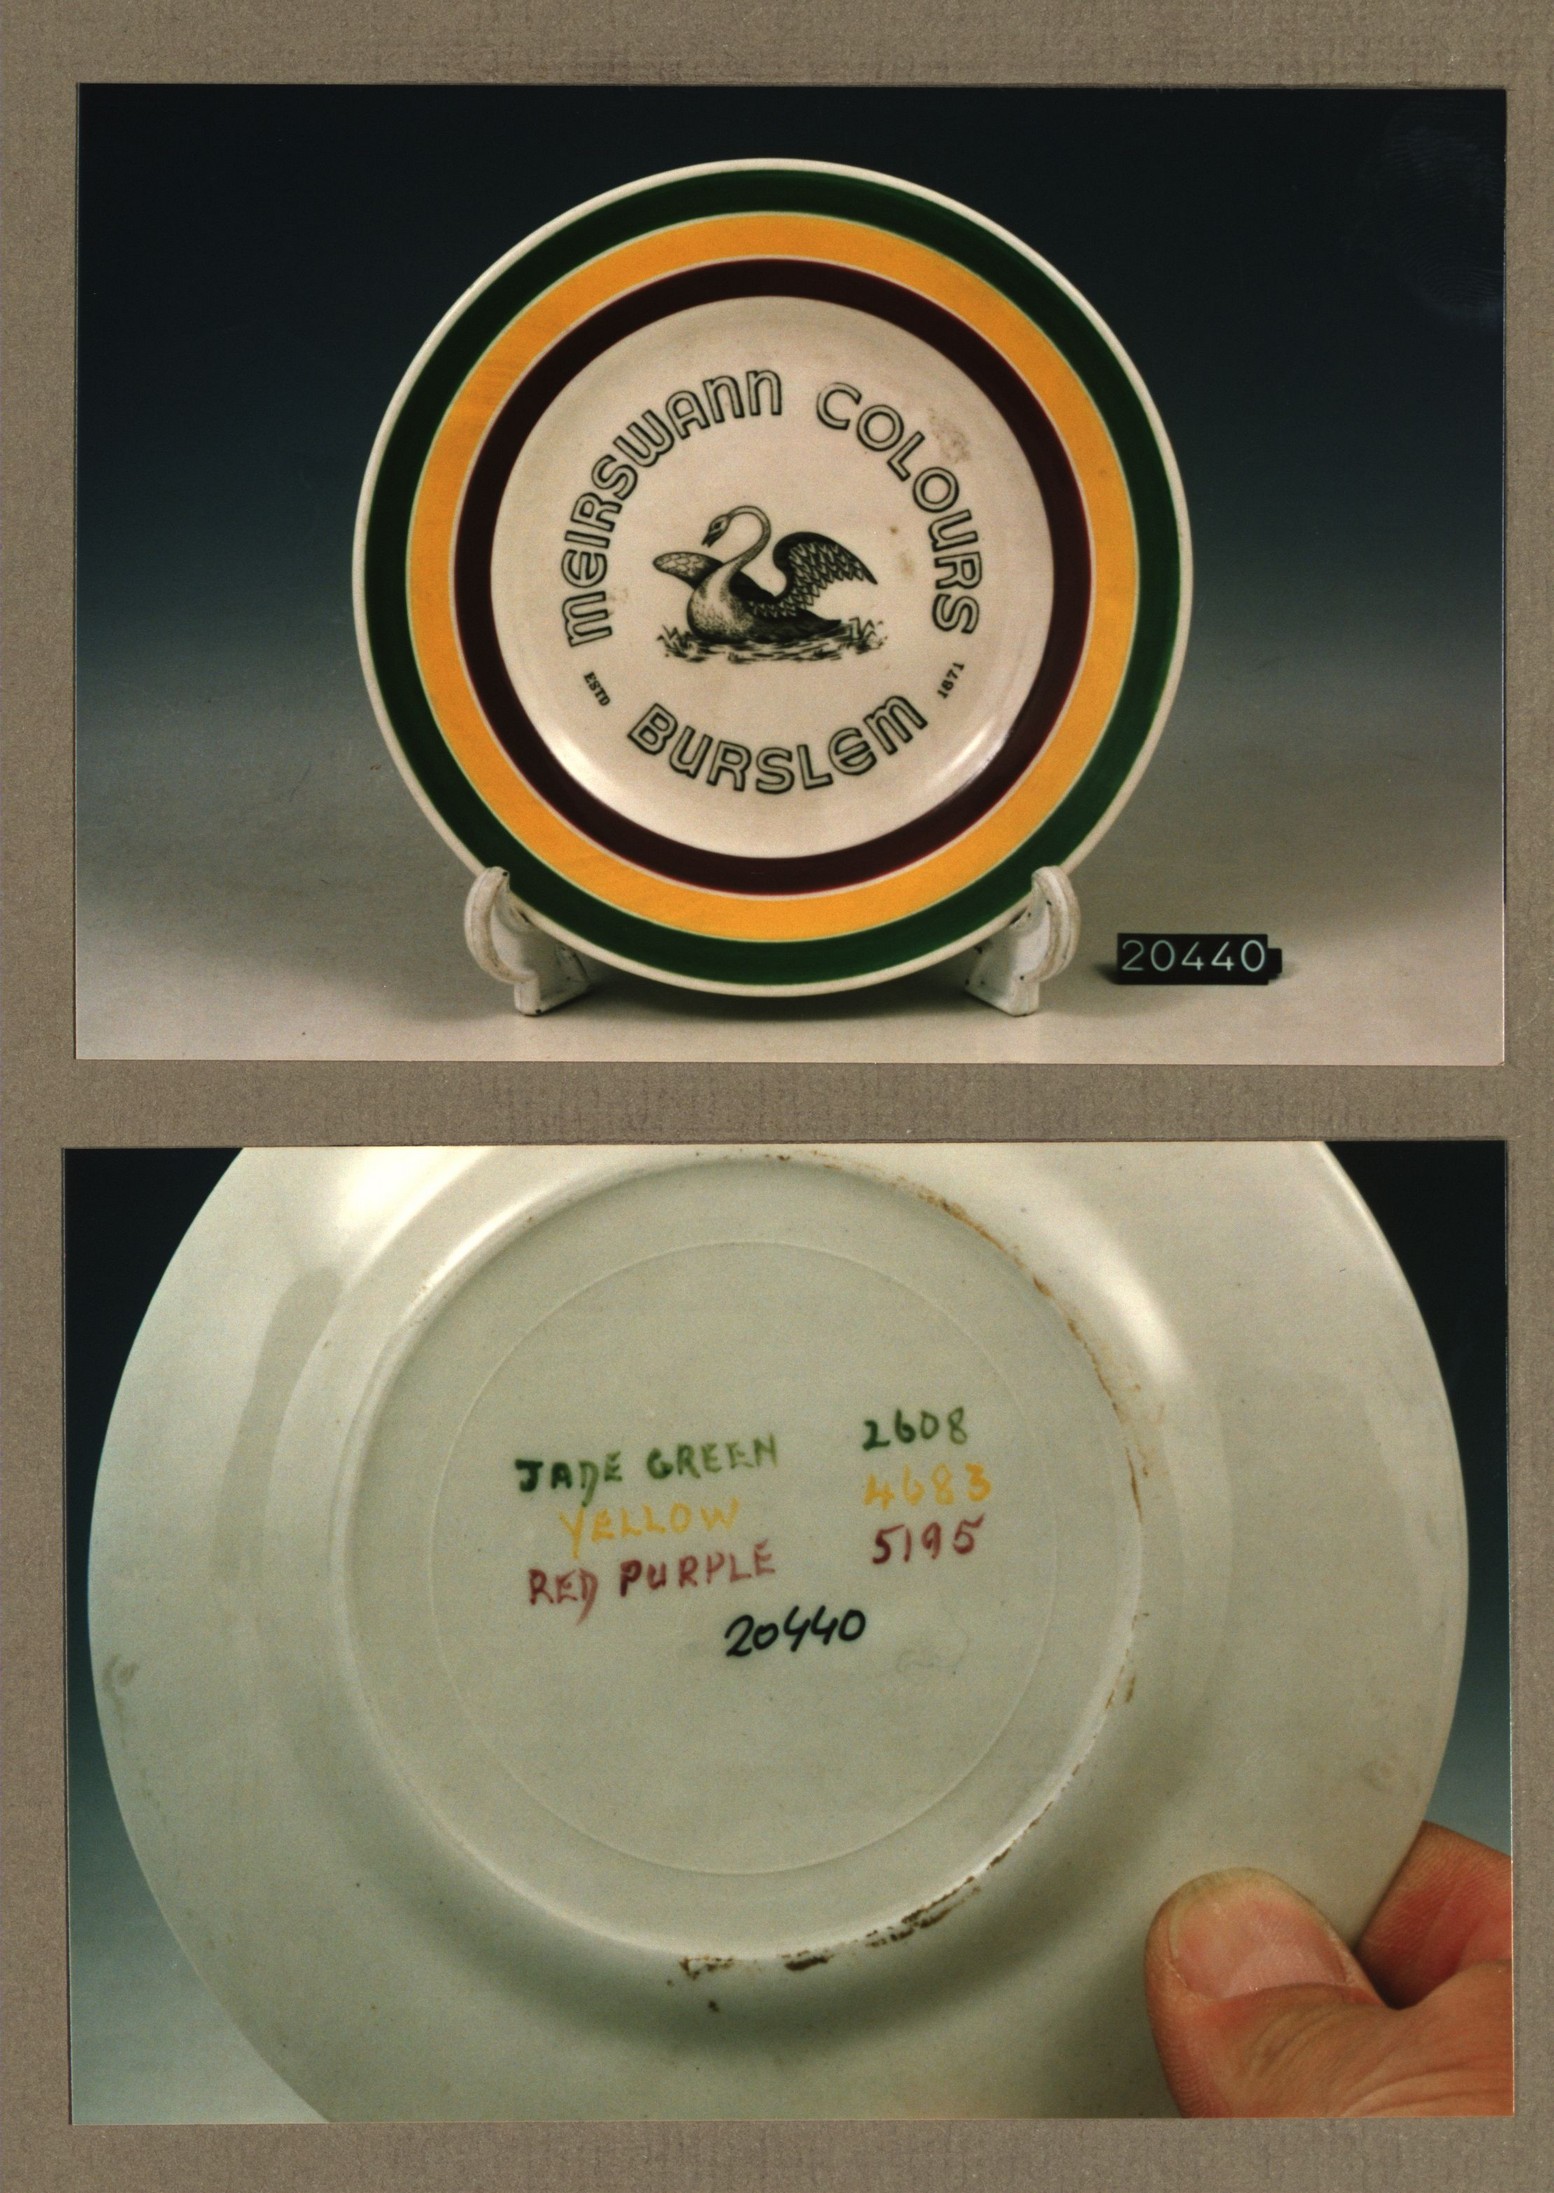 MEIRSWANN COLOURS
ESTD 1871
BURSLEM
20440
JADE GREEN 2608
YELLOW 4683
RED PURPLE 5195
20440